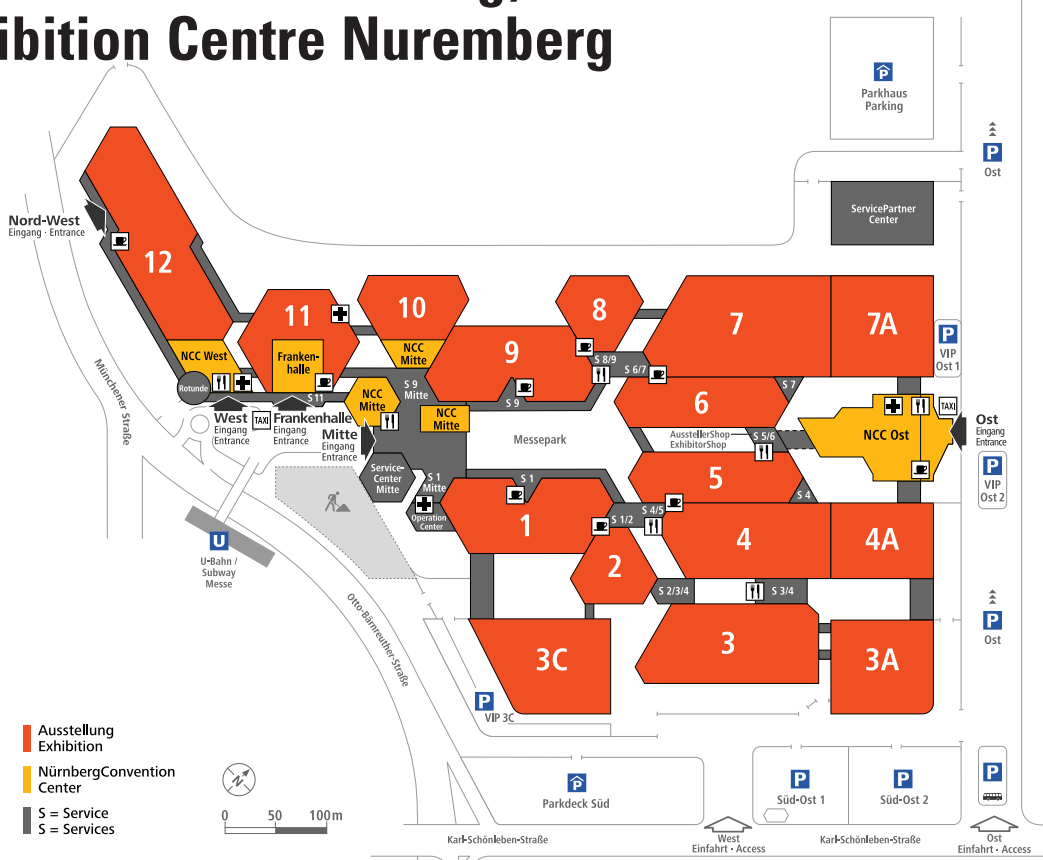 ibition Centre Nuremberg
Parkhaus
Parking
P
P
Ost
ServicePartner
Center
Nord-West
Eingang · Entrance
12
11
10
9
8
7
7A
NCC West
Franken-
halle
NCC
Mitte
S 8/9
S 6/7
P
VIP
Ost 1
Rotunde
S 11
NCC
Mitte
S 9
Mitte
NCC
Mitte
S 9
6
S 7
Münchener Straße
West
Eingang
Entrance
TAXI
Frankenhalle
Eingang
Entrance
Mitte
Eingang
Entrance
Messepark
AusstellerShop
ExhibitorShop
S 5/6
NCC Ost
TAXI
Ost
Eingang
Entrance
P
VIP
Ost 2
Service-
Center
Mitte
S 1
Mitte
S 1
5
S 4
Operation
Center
1
S 1/2
S 4/5
4
4A
U
U-Bahn /
Subway
Messe
2
S 2/3/4
S 3/4
P
Ost
Otto-Bärnreuther-Straße
3C
3
3A
P
VIP 3C
Ausstellung
Exhibition
NürnbergConvention
Center
S = Service
S = Services
N
0 50 100 m
P
Parkdeck Süd
P
Süd-Ost 1
P
Süd-Ost 2
P
Karl-Schönleben-Straße
West
Einfahrt · Access
Karl-Schönleben-Straße
Ost
Einfahrt · Access